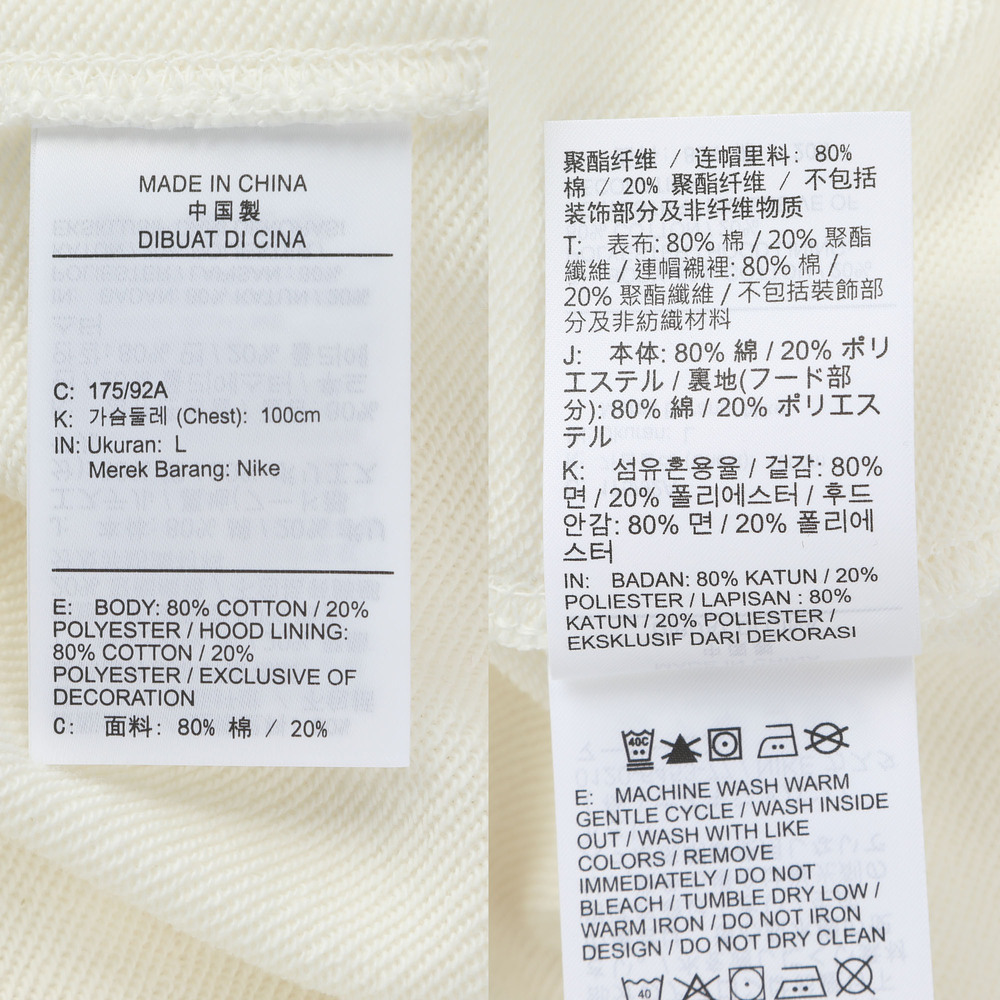 MADE IN CHINA
中国製
DIBUAT DI CINA
C: 175/92A
K: 가슴둘레 (Chest): 100cm
IN: Ukuran: L
Merek Barang: Nike
E: BODY: 80% COTTON / 20%
POLYESTER / HOOD LINING:
80% COTTON / 20%
POLYESTER / EXCLUSIVE OF
DECORATION
C: 面料: 80% 棉 / 20%
聚酯纤维 / 连帽里料: 80%
棉 / 20% 聚酯纤维 / 不包括
装饰部分及非纤维物质
T: 表布: 80% 棉 / 20% 聚酯
纖維 / 連帽襯裡: 80% 棉 /
20% 聚酯纖維 / 不包括裝飾部
分及非紡織材料
J: 本体: 80% 綿 / 20% ポリ
エステル / 裏地(フード部
分): 80% 綿 / 20% ポリエス
テル
K: 섬유혼용율 / 겉감: 80%
면 / 20% 폴리에스터 / 후드
안감: 80% 면 / 20% 폴리에
스터
IN: BADAN: 80% KATUN / 20%
POLIESTER / LAPISAN : 80%
KATUN / 20% POLIESTER /
EKSKLUSIF DARI DEKORASI
40C
E: MACHINE WASH WARM
GENTLE CYCLE / WASH INSIDE
OUT / WASH WITH LIKE
COLORS / REMOVE
IMMEDIATELY / DO NOT
BLEACH / TUMBLE DRY LOW /
WARM IRON / DO NOT IRON
DESIGN / DO NOT DRY CLEAN
40